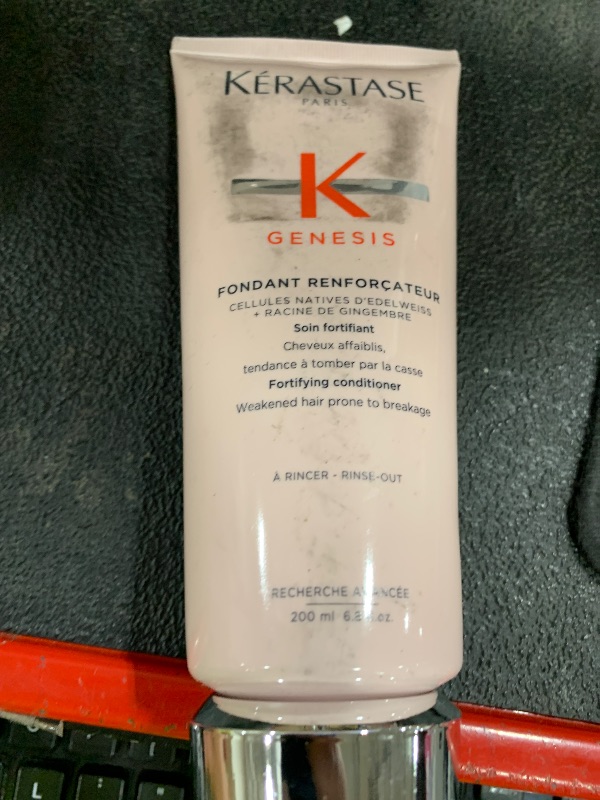 KÉRASTASE
PARIS
K
GENESIS
FONDANT RENFORÇATEUR
CELLULES NATIVES D'EDELWEISS
+ RACINE DE GINGEMBRE
Soin fortifiant
Cheveux affaiblis,
tendance à tomber par la casse
Fortifying conditioner
Weakened hair prone to breakage
À RINCER - RINSE-OUT
RECHERCHE AVANCÉE
200 ml oz.
L